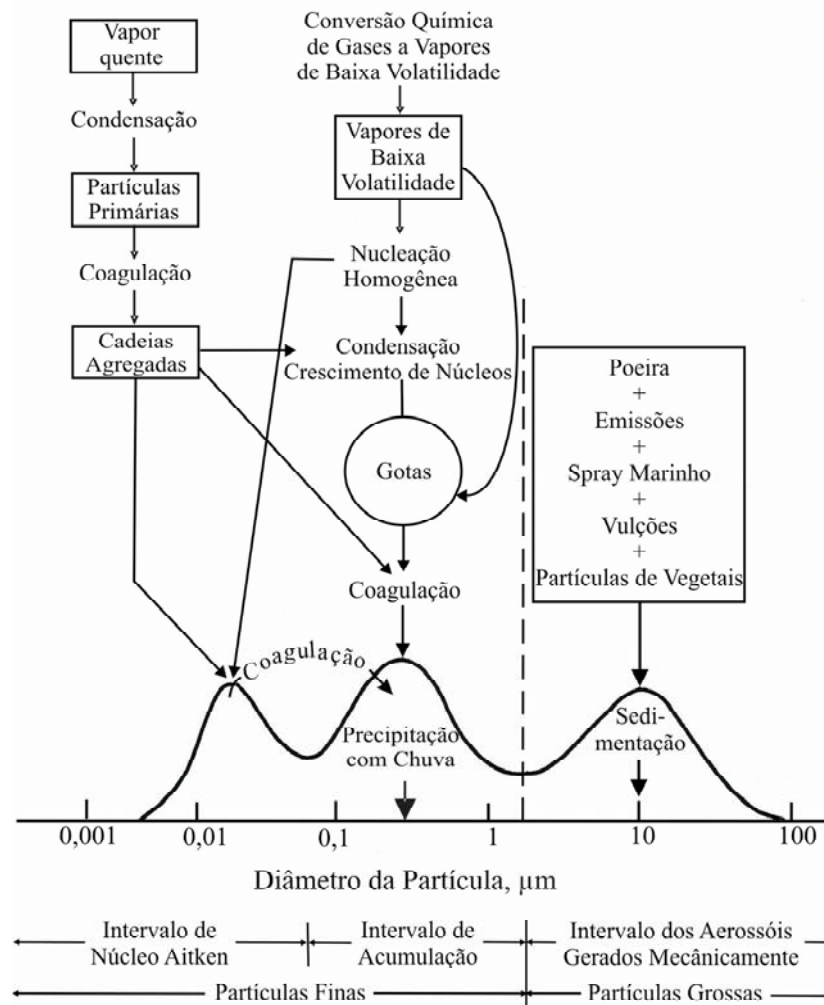 Vapor
quente
Condensação
Partículas
Primárias
Coagulação
Cadeias
Agregadas
Conversão Química
de Gases a Vapores
de Baixa Volatilidade
Vapores de
Baixa
Volatilidade
Nucleação
Homogênea
Condensação
Crescimento de Núcleos
Gotas
Coagulação
Poeira
+
Emissões
+
Spray Marinho
+
Vulções
+
Partículas de Vegetais
Coagulação
Precipitação
com Chuva
Sedi-
mentação
0,001 0,01 0,1 1 10 100
Diâmetro da Partícula, µm
Intervalo de
Núcleo Aitken
Intervalo de
Acumulação
Intervalo dos Aerossóis
Gerados Mecânicamente
Partículas Finas
Partículas Grossas